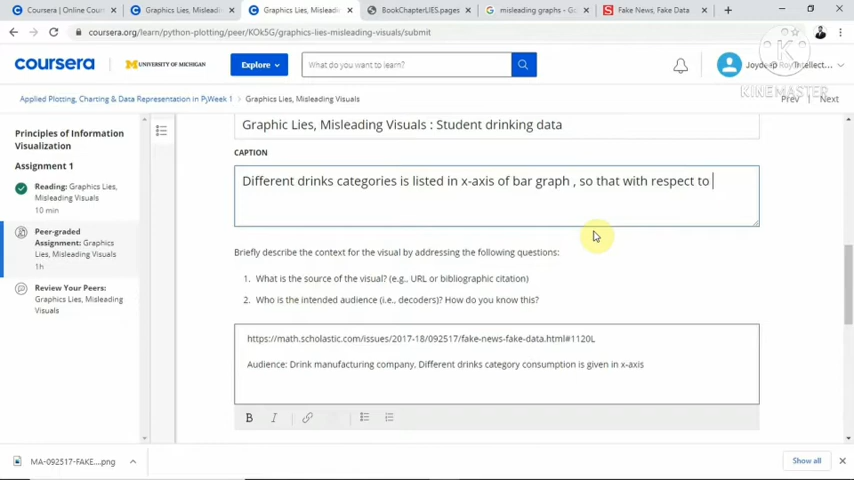 Coursera | Online Cour
Graphics Lies, Misleadin
Graphics Lies, Misleadin
BookChapterLIES.pages
misleading graphs - Go
Fake News, Fake Data
coursera.org/learn/python-plotting/peer/KOk5G/graphics-lies-misleading-visuals/submit
coursera
UNIVERSITY OF MICHIGAN
Explore
What do you want to learn?
Joydeep
KINEMASTER
Applied Plotting, Charting & Data Representation in Py
Week 1 > Graphics Lies, Misleading Visuals
Prev
Next
Principles of Information
Visualization
Assignment 1
Reading: Graphics Lies,
Misleading Visuals
10 min
Peer-graded
Assignment: Graphics
Lies, Misleading Visuals
1h
Review Your Peers:
Graphics Lies, Misleading
Visuals
Graphic Lies, Misleading Visuals : Student drinking data
CAPTION
Different drinks categories is listed in x-axis of bar graph , so that with respect to
Briefly describe the context for the visual by addressing the following questions:
1. What is the source of the visual? (e.g., URL or bibliographic citation)
2. Who is the intended audience (i.e., decoders)? How do you know this?
https://math.scholastic.com/issues/2017-18/092517/fake-news-fake-data.html#1120L
Audience: Drink manufacturing company, Different drinks category consumption is given in x-axis
B I
MA-092517-FAKE....png
Show all